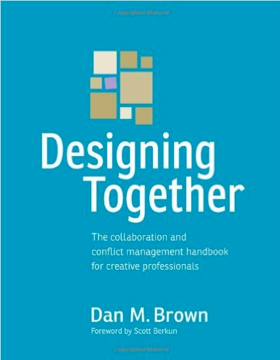 Designing
Together
The collaboration and
conflict management handbook
for creative professionals
Dan M. Brown
Foreword by Scott Berkun